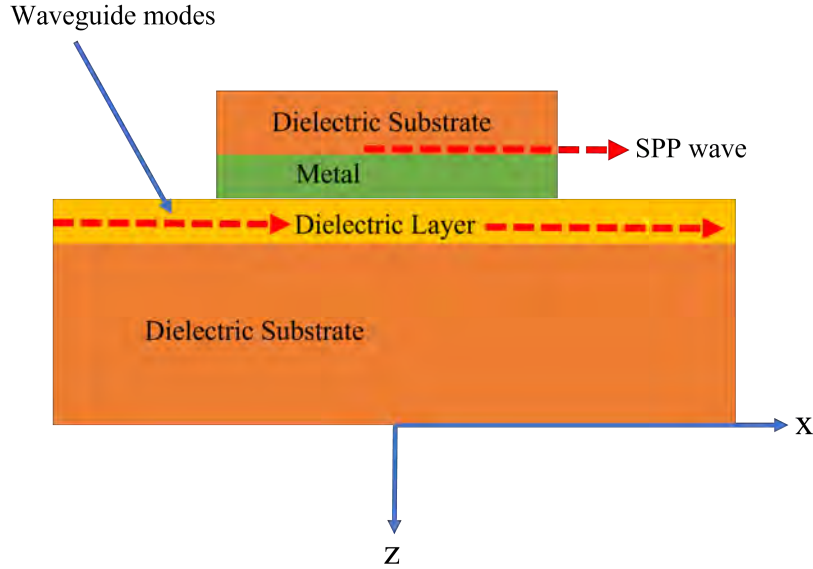 Waveguide modes
Dielectric Substrate
SPP wave
Metal
Dielectric Layer
Dielectric Substrate
x
z